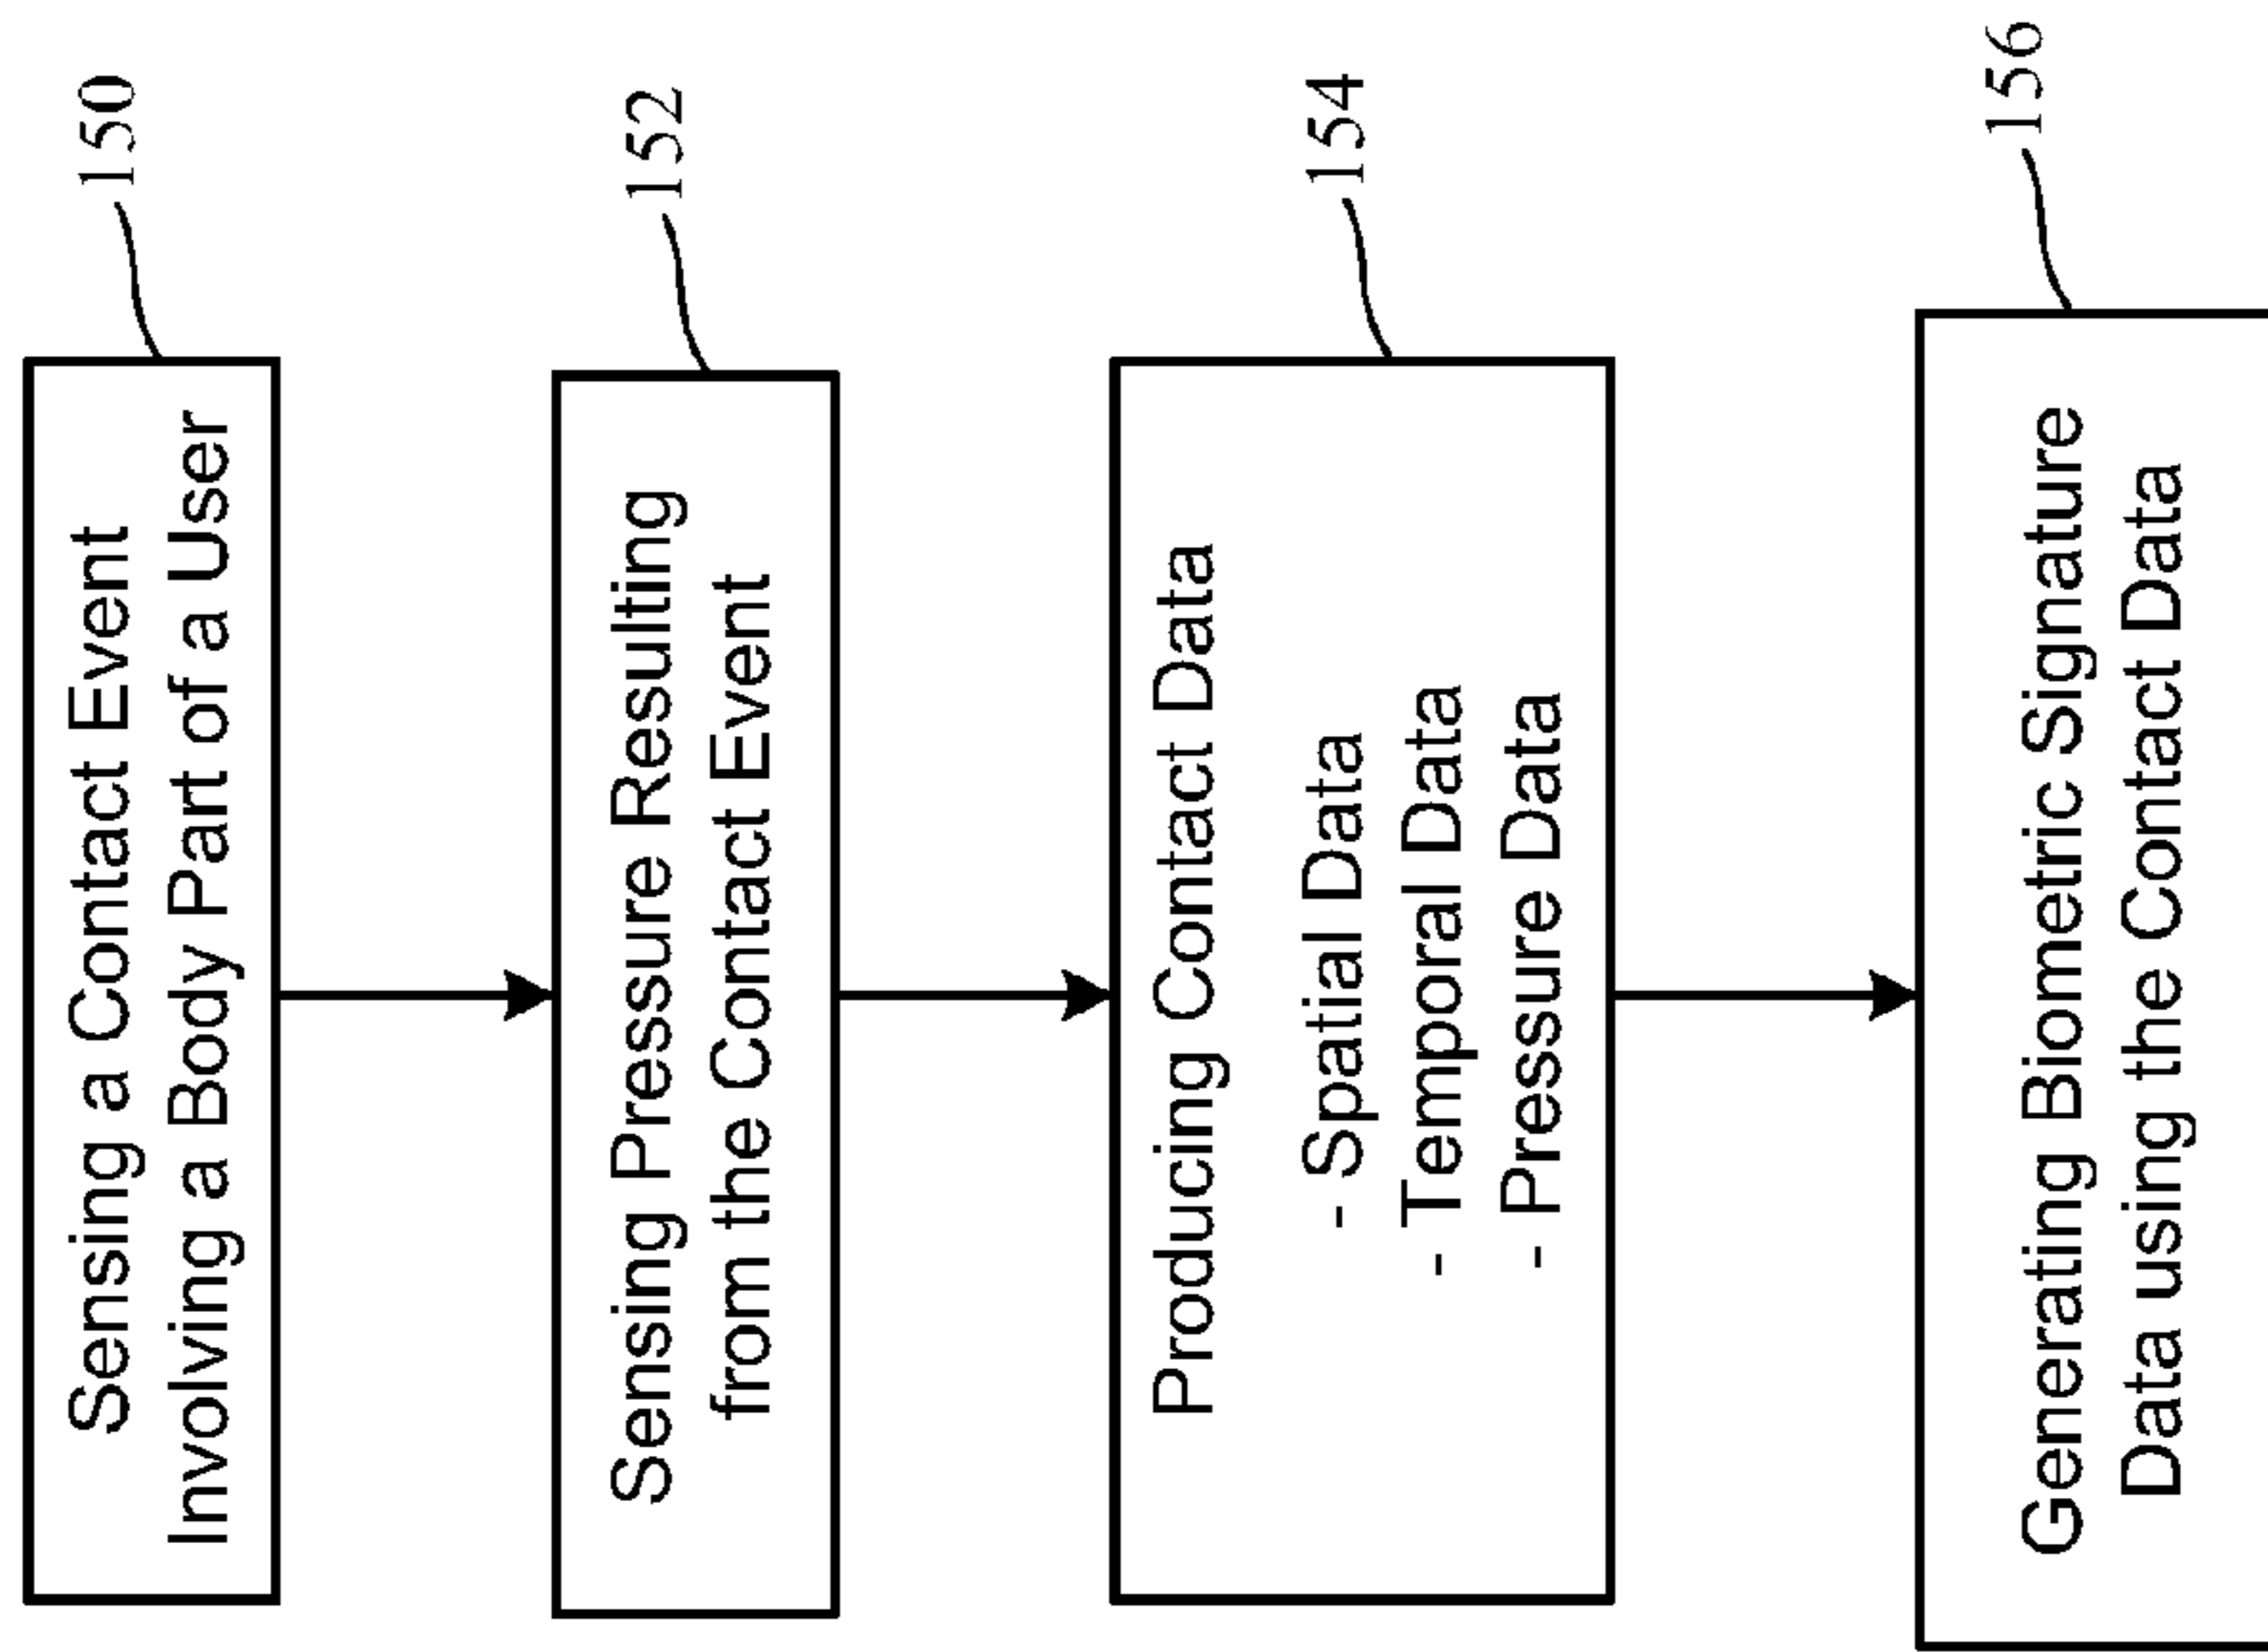 150
Sensing a Contact Event
Involving a Body Part of a User
152
Sensing Pressure Resulting
from the Contact Event
154
Producing Contact Data
- Spatial Data
- Temporal Data
- Pressure Data
156
Generating Biometric Signature
Data using the Contact Data